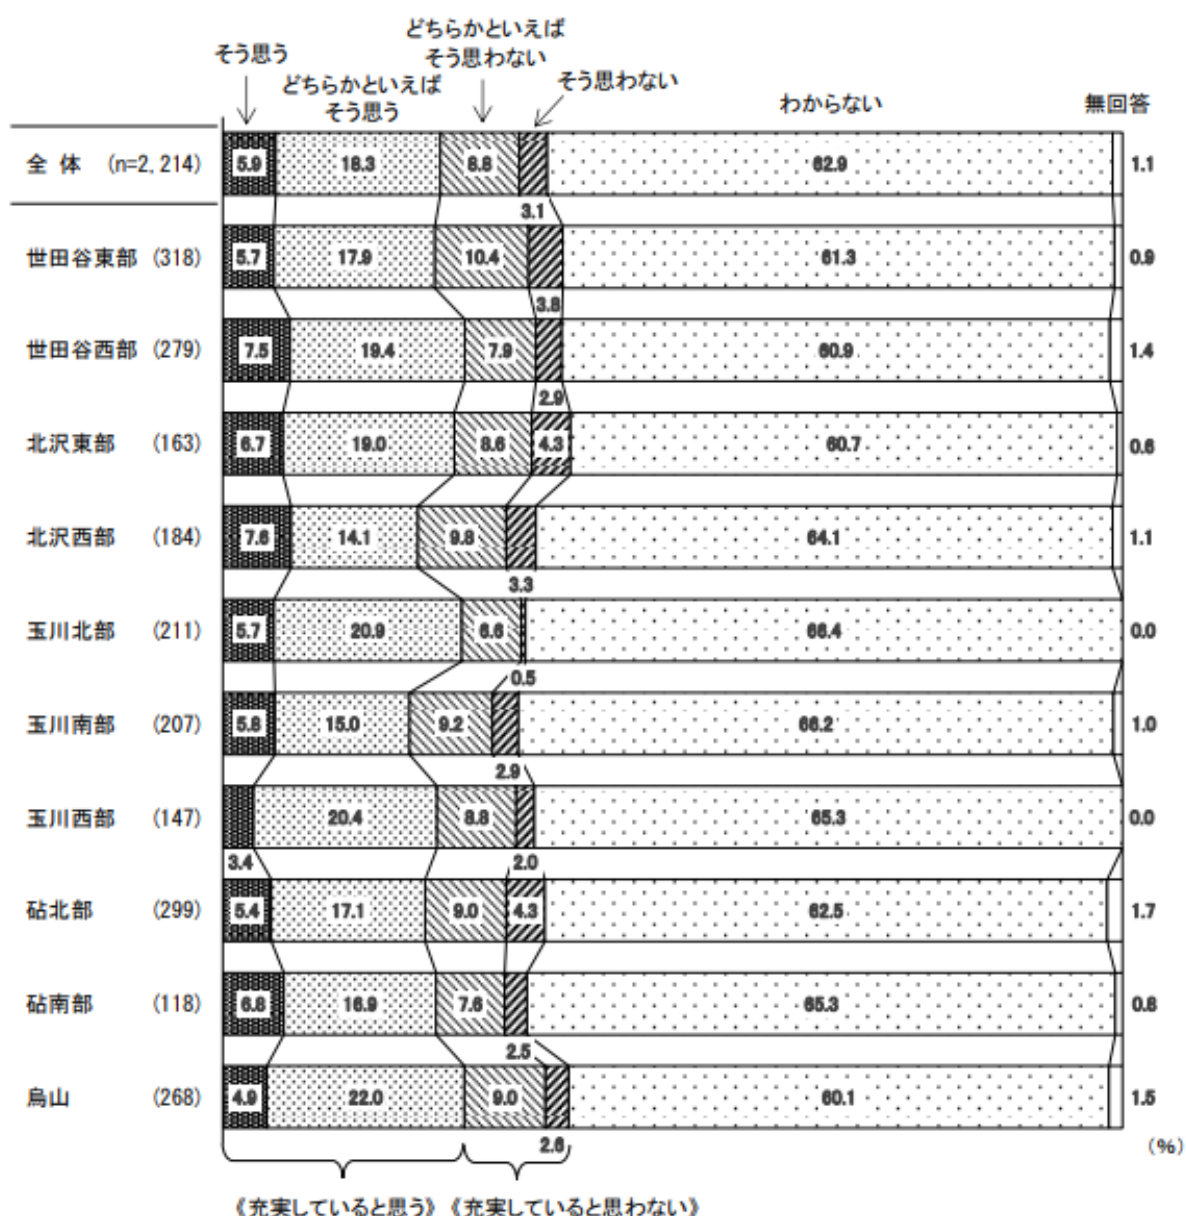 どちらかといえば
そう思わない
そう思う
どちらかといえば
そう思う
そう思わない
わからない
無回答
全 体 (n=2,214) 5.9 18.3 8.8 62.9 1.1
3.1
世田谷東部 (318) 5.7 17.9 10.4 61.3 0.9
3.8
世田谷西部 (279) 7.5 19.4 7.9 60.9 1.4
2.9
北沢東部 (163) 6.7 19.0 8.6 4.3 60.7 0.6
北沢西部 (184) 7.6 14.1 9.8 64.1 1.1
3.3
玉川北部 (211) 5.7 20.9 6.6 66.4 0.0
0.5
玉川南部 (207) 5.8 15.0 9.2 66.2 1.0
2.9
玉川西部 (147) 20.4 8.8 65.3 0.0
3.4 2.0
砧北部 (299) 5.4 17.1 9.0 4.3 62.5 1.7
砧南部 (118) 6.8 16.9 7.6 65.3 0.8
2.5
烏山 (268) 4.9 22.0 9.0 60.1 1.5
2.6
(%)
《充実していると思う》 《充実していると思わない》